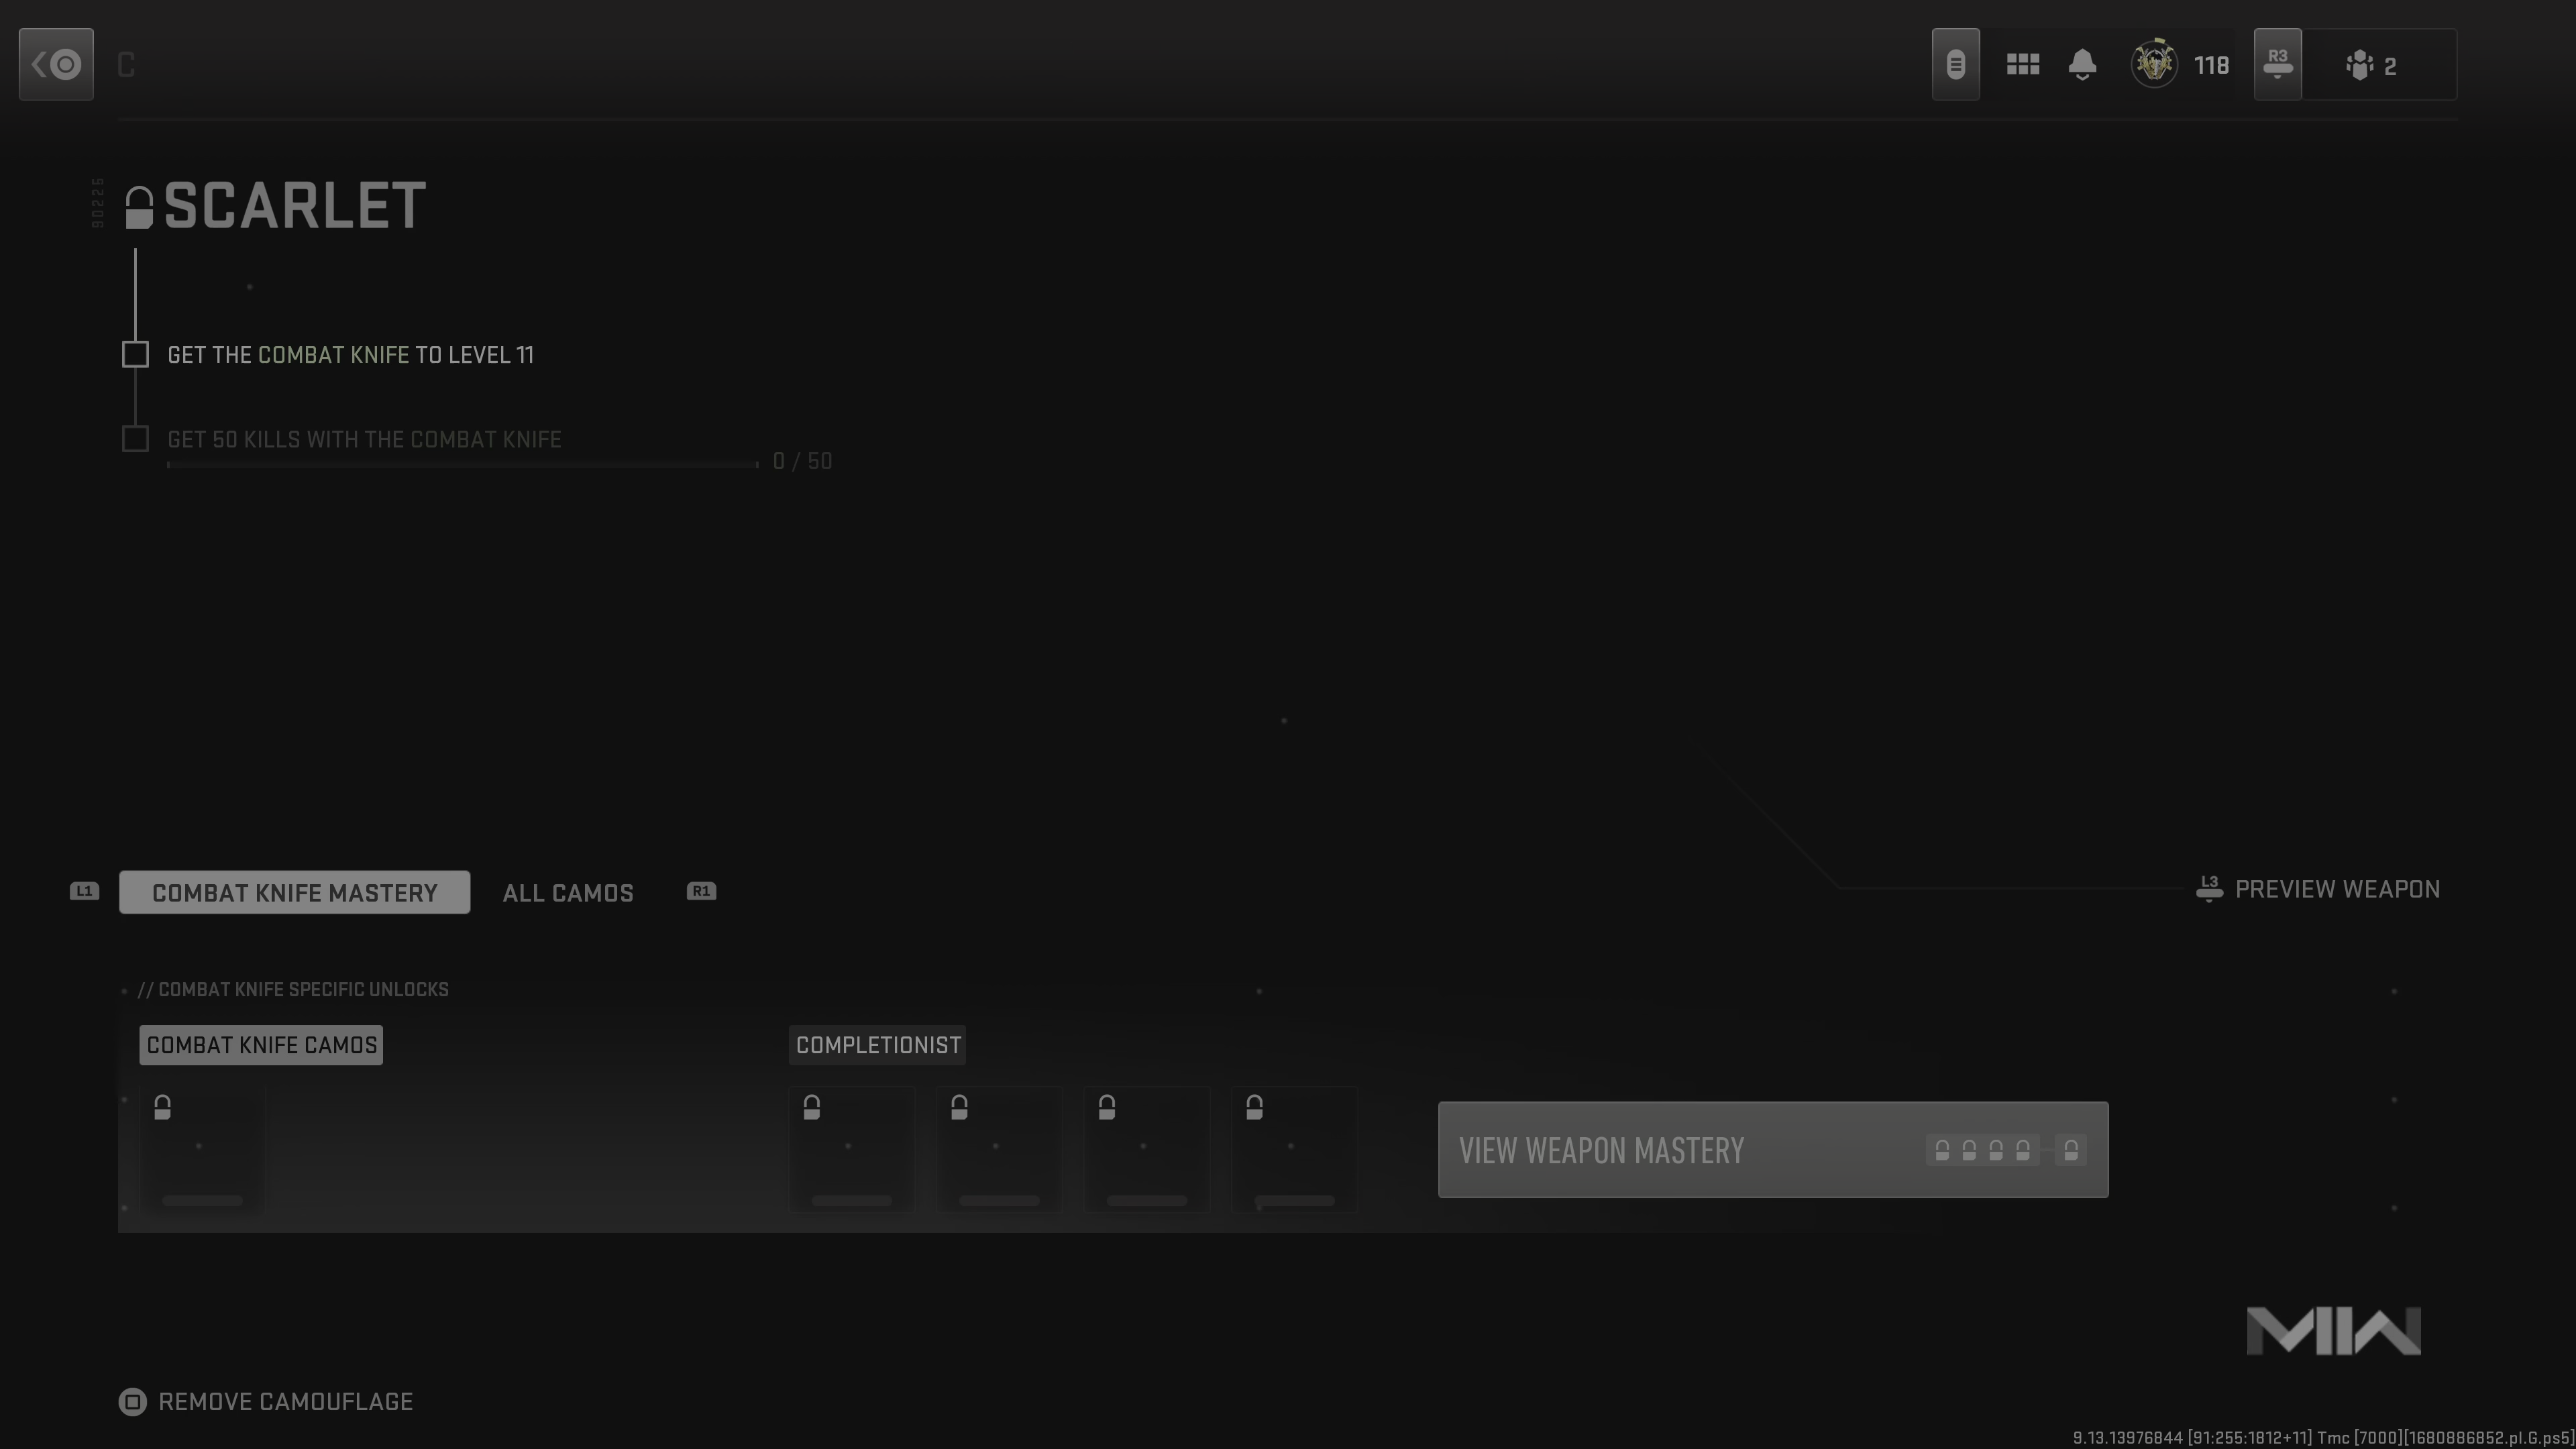 C
118
R3
2
90225
SCARLET
GET THE COMBAT KNIFE TO LEVEL 11
GET 50 KILLS WITH THE COMBAT KNIFE
0 / 50
L1
COMBAT KNIFE MASTERY
ALL CAMOS
R1
L3
PREVIEW WEAPON
// COMBAT KNIFE SPECIFIC UNLOCKS
COMBAT KNIFE CAMOS
COMPLETIONIST
VIEW WEAPON MASTERY
MIIW
REMOVE CAMOUFLAGE
9.13.13976844 [91:255:1812+11] Tmc [7000][1680886852.pl.G.ps5]